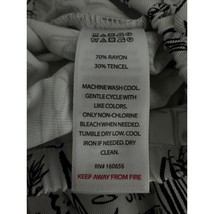 70% RAYON
30% TENCEL
MACHINE WASH COOL.
GENTLE CYCLE WITH
LIKE COLORS.
ONLY NON-CHLORINE
BLEACH WHEN NEEDED.
TUMBLE DRY LOW. COOL
IRON IF NEEDED. DRY
CLEAN.
RN# 160656
KEEP AWAY FROM FIRE